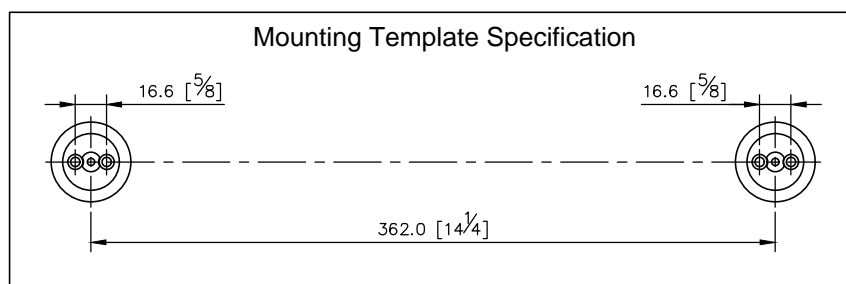 Mounting Template Specification
16.6 [5/8]
16.6 [5/8]
362.0 [14 1/4]